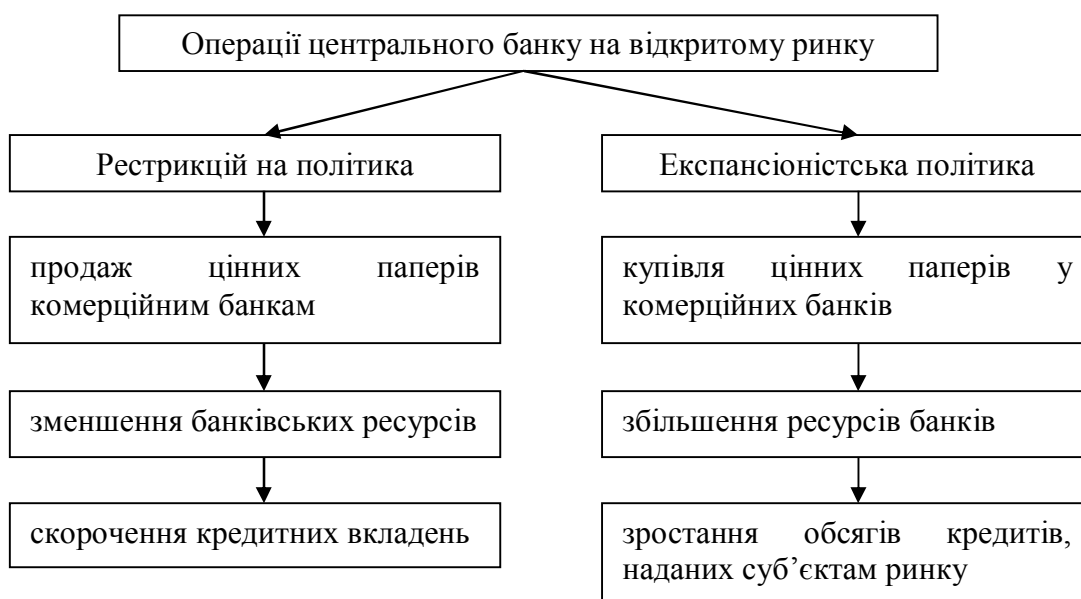 Операції центрального банку на відкритому ринку
Рестрикцій на політика
Експансіоністська політика
продаж цінних паперів
комерційним банкам
купівля цінних паперів у
комерційних банків
зменшення банківських ресурсів
збільшення ресурсів банків
скорочення кредитних вкладень
зростання обсягів кредитів,
наданих суб’єктам ринку